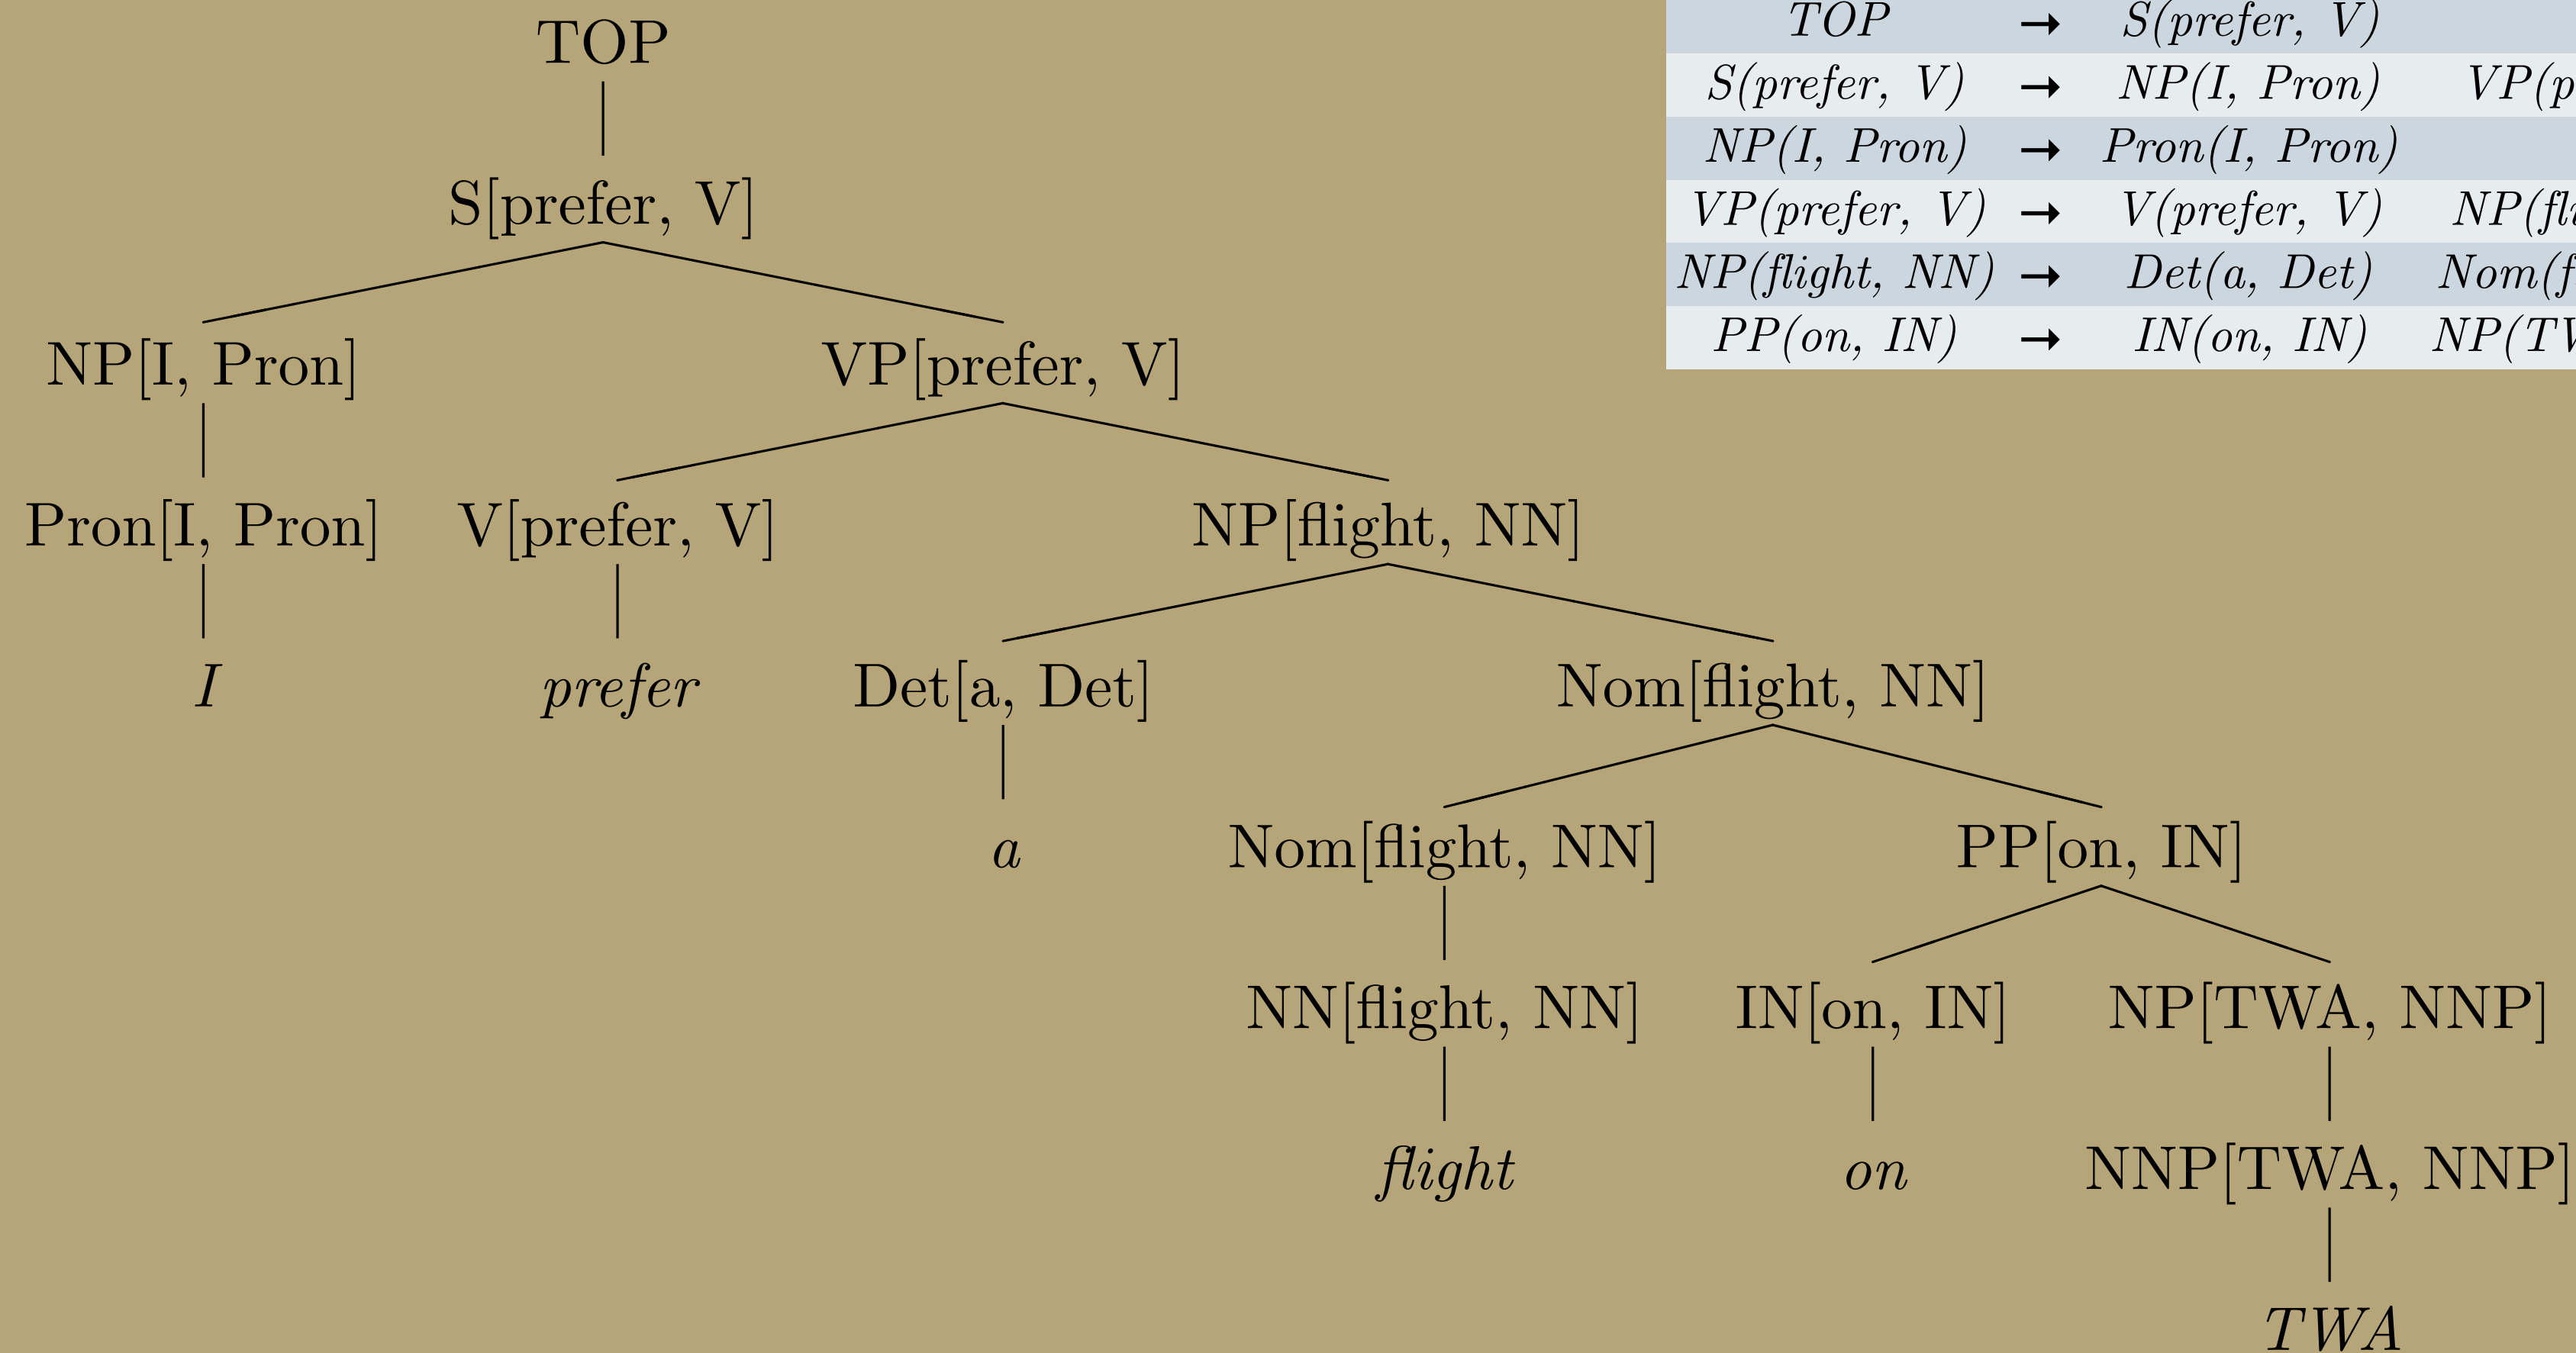 TOP
S[prefer, V]
NP[I, Pron] VP[prefer, V]
Pron[I, Pron] V[prefer, V] NP[flight, NN]
I prefer Det[a, Det] Nom[flight, NN]
a Nom[flight, NN] PP[on, IN]
NN[flight, NN] IN[on, IN] NP[TWA, NNP]
flight on NNP[TWA, NNP]
TWA
TOP → S(prefer, V)
S(prefer, V) → NP(I, Pron) VP(p
NP(I, Pron) → Pron(I, Pron)
VP(prefer, V) → V(prefer, V) NP(fli
NP(flight, NN) → Det(a, Det) Nom(f
PP(on, IN) → IN(on, IN) NP(TW